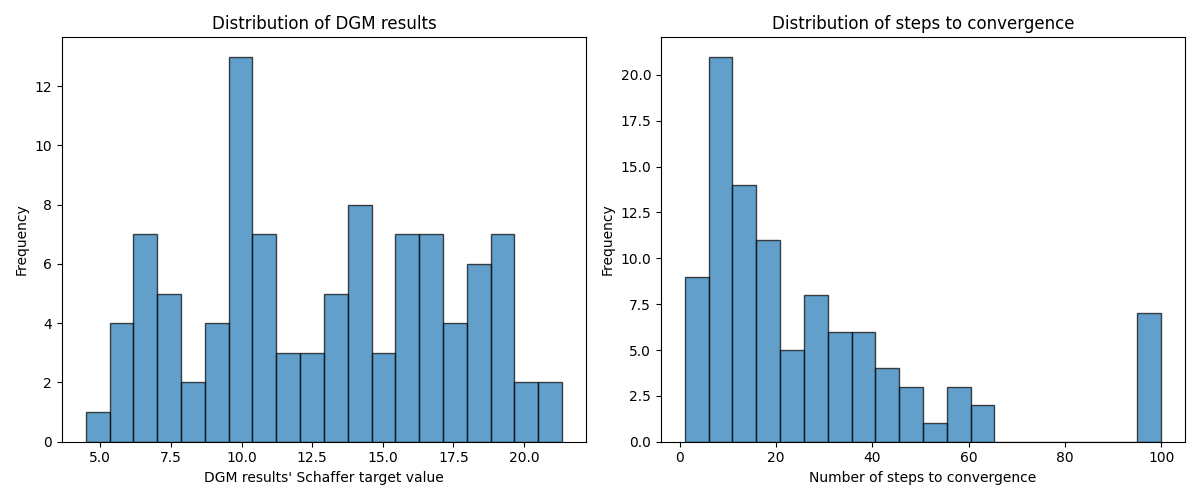 Distribution of DGM results
Frequency
12
10
8
6
4
2
0
5.0 7.5 10.0 12.5 15.0 17.5 20.0
DGM results' Schaffer target value
Distribution of steps to convergence
Frequency
20.0
17.5
15.0
12.5
10.0
7.5
5.0
2.5
0.0
0 20 40 60 80 100
Number of steps to convergence